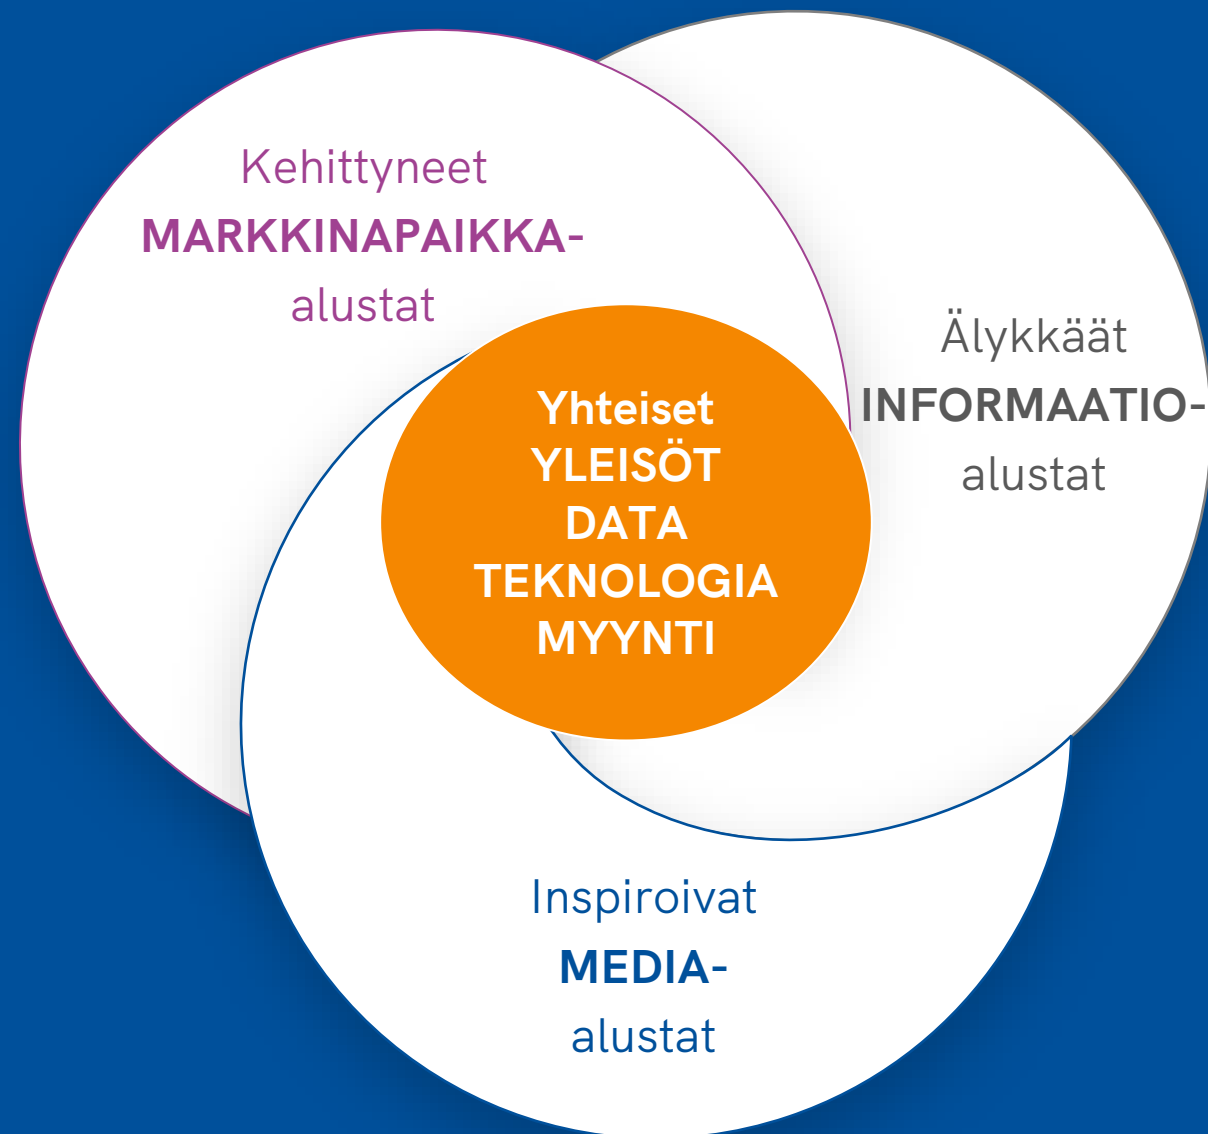 Kehittyneet
MARKKINAPAIKKA-
alustat
Älykkäät
INFORMAATIO-
alustat
Yhteiset
YLEISÖT
DATA
TEKNOLOGIA
MYYNTI
Inspiroivat
MEDIA-
alustat